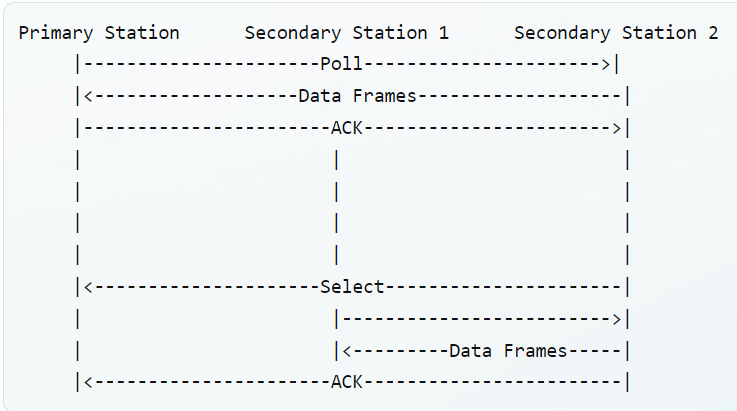 Primary Station      Secondary Station 1      Secondary Station 2
|----------------------Poll---------------------->|
|<-------------------Data Frames-------------------|
|-----------------------ACK----------------------->|
|                       |                          |
|                       |                          |
|                       |                          |
|                       |                          |
|<---------------------Select----------------------|
|                       |------------------------->|
|                       |<---------Data Frames-----|
|<----------------------ACK------------------------|